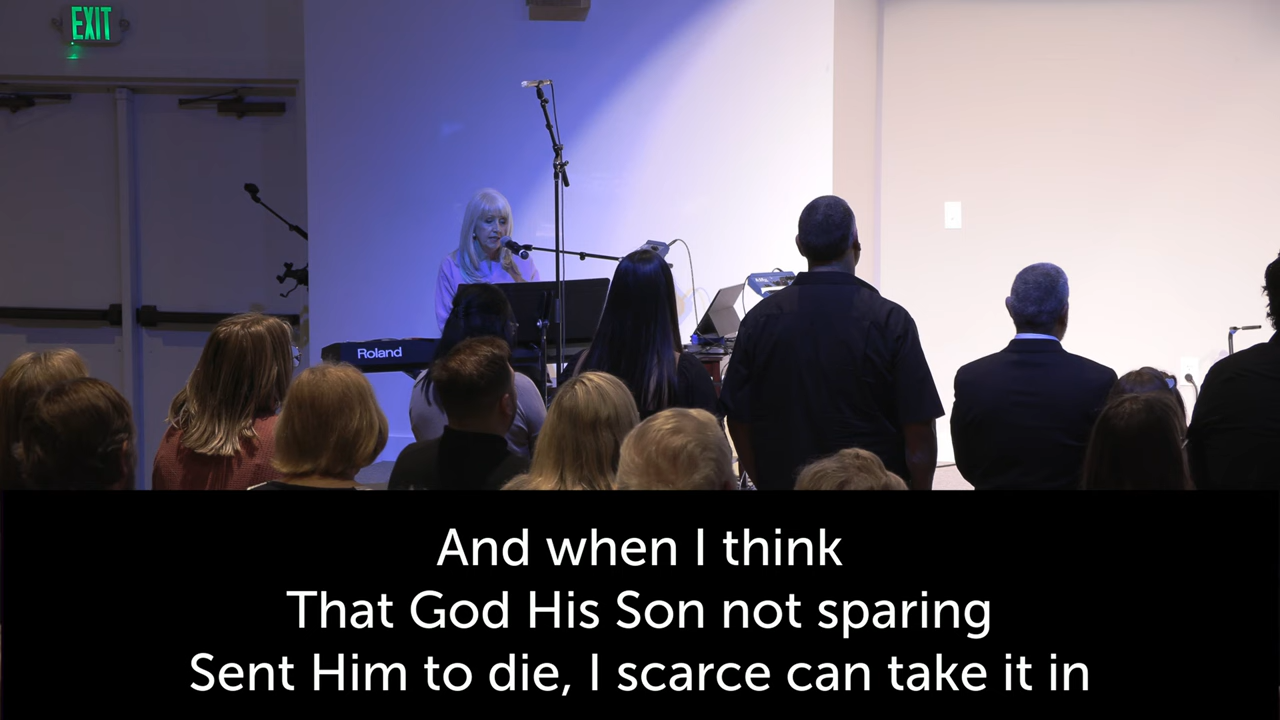 EXIT
Roland
And when I think
That God His Son not sparing
Sent Him to die, I scarce can take it in